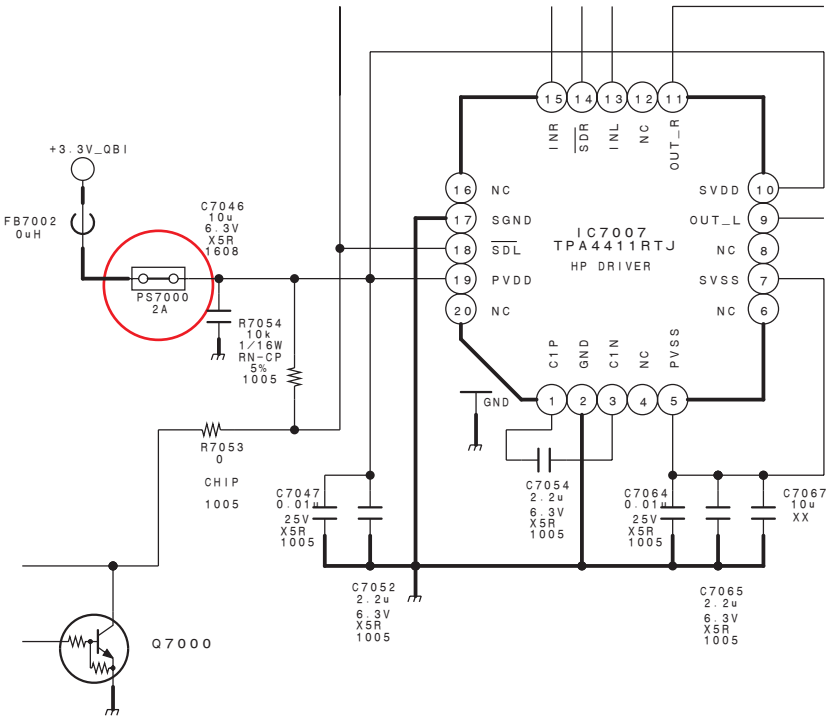 15
14
13
12
11
INR
SDR
INL
NC
OUT_R
+3.3V_QBI
FB7002
0uH
C7046
10u
6.3V
X5R
1608
PS7000
2A
16
NC
17
SGND
18
SDL
19
PVDD
20
NC
IC7007
TPA4411RTJ
HP DRIVER
SVDD
10
OUT_L
9
NC
8
SVSS
7
NC
6
R7054
10k
1/16W
RN-CP
5%
1005
C1P
GND
C1N
NC
PVSS
1
2
3
4
5
GND
R7053
0
CHIP
1005
C7047
0.01u
25V
X5R
1005
C7054
2.2u
6.3V
X5R
1005
C7064
0.01u
25V
X5R
1005
C7067
10u
XX
C7052
2.2u
6.3V
X5R
1005
C7065
2.2u
6.3V
X5R
1005
Q7000